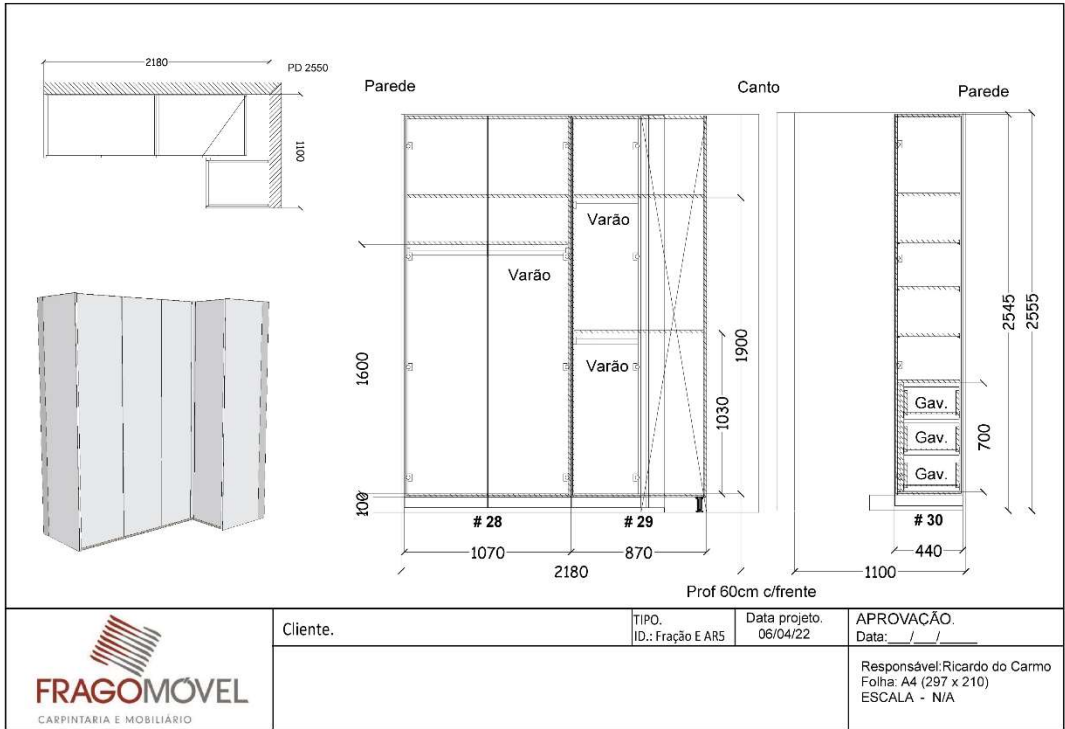 2180
PD 2550
1100
Parede
Canto
Parede
Varão
Varão
Varão
1600
100
1900
1030
2545
2555
Gav.
Gav.
Gav.
700
# 28
# 29
# 30
1070
870
440
2180
1100
Prof 60cm c/frente
Cliente.
TIPO.
ID.: Fração E AR5
Data projeto.
06/04/22
APROVAÇÃO.
Data:___/___/_____
Responsável:Ricardo do Carmo
Folha: A4 (297 x 210)
ESCALA - N/A
FRAGOMÓVEL
CARPINTARIA E MOBILIÁRIO